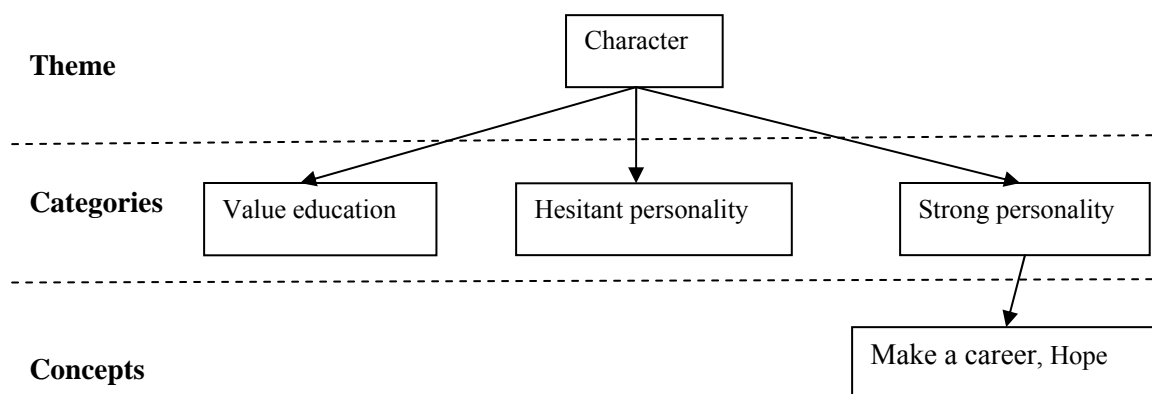 Character
Theme
Categories
Value education
Hesitant personality
Strong personality
Make a career, Hope
Concepts